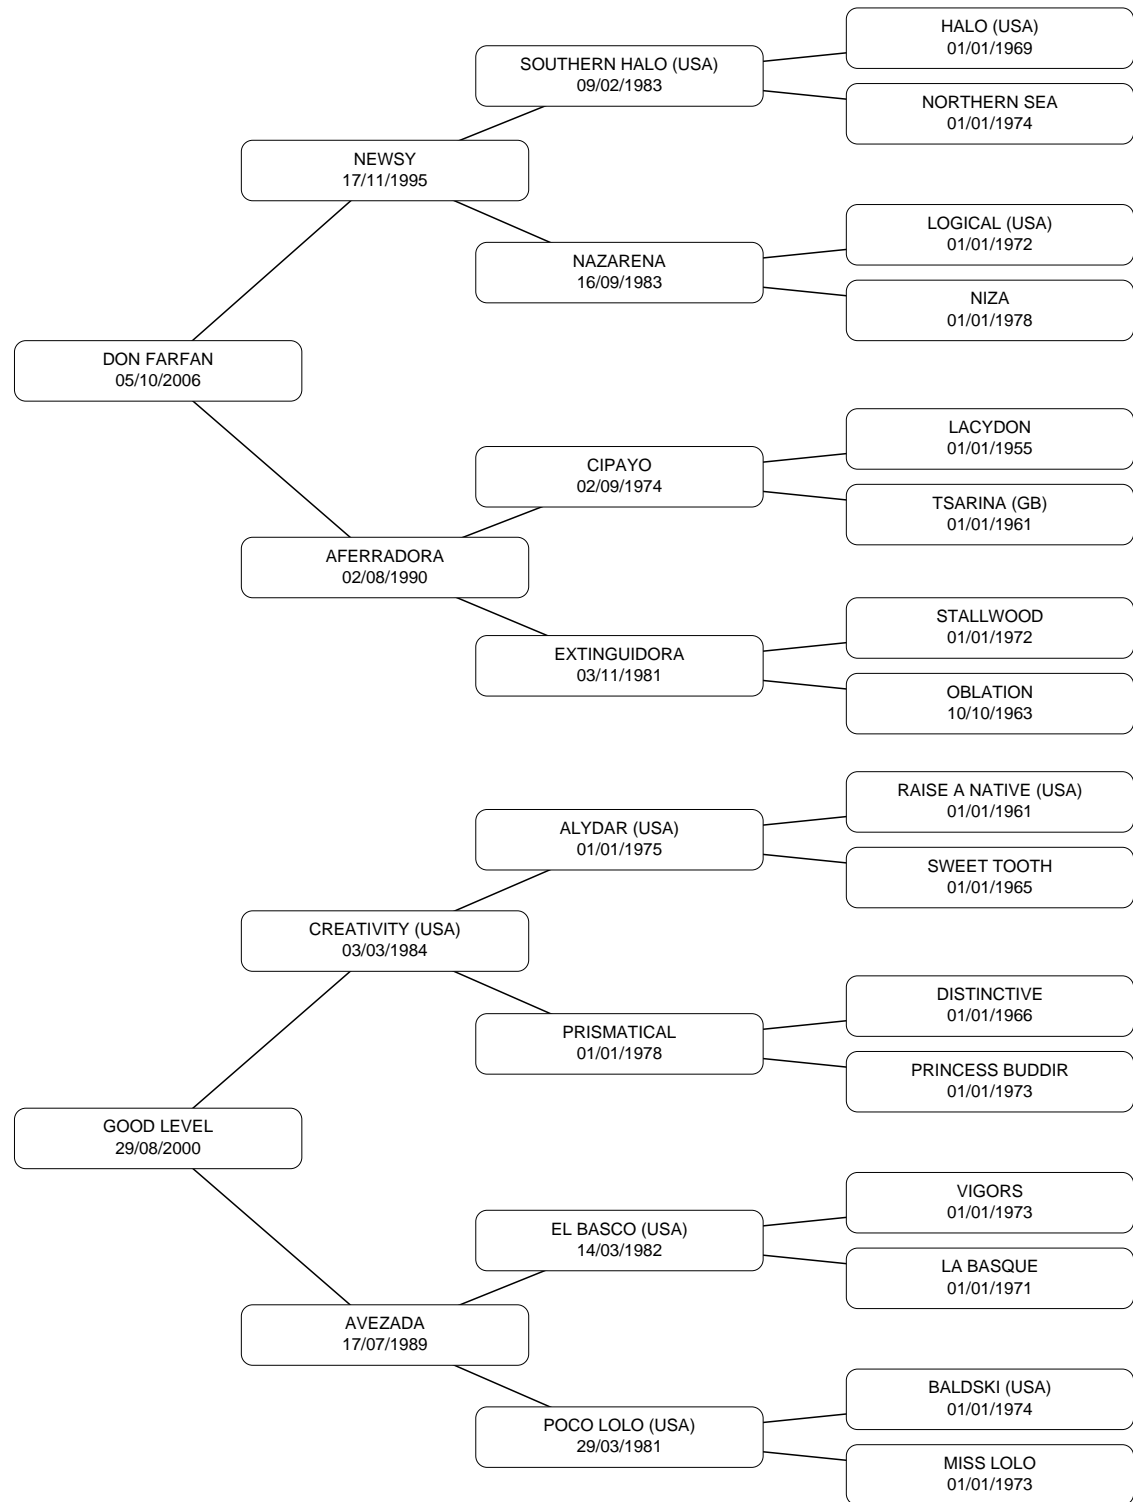 HALO (USA)
01/01/1969
SOUTHERN HALO (USA)
09/02/1983
NORTHERN SEA
01/01/1974
NEWSY
17/11/1995
LOGICAL (USA)
01/01/1972
NAZARENA
16/09/1983
NIZA
01/01/1978
DON FARFAN
05/10/2006
LACYDON
01/01/1955
CIPAYO
02/09/1974
TSARINA (GB)
01/01/1961
AFERRADORA
02/08/1990
STALLWOOD
01/01/1972
EXTINGUIDORA
03/11/1981
OBLATION
10/10/1963
RAISE A NATIVE (USA)
01/01/1961
ALYDAR (USA)
01/01/1975
SWEET TOOTH
01/01/1965
CREATIVITY (USA)
03/03/1984
DISTINCTIVE
01/01/1966
PRISMATICAL
01/01/1978
PRINCESS BUDDIR
01/01/1973
GOOD LEVEL
29/08/2000
VIGORS
01/01/1973
EL BASCO (USA)
14/03/1982
LA BASQUE
01/01/1971
AVEZADA
17/07/1989
BALDSKI (USA)
01/01/1974
POCO LOLO (USA)
29/03/1981
MISS LOLO
01/01/1973